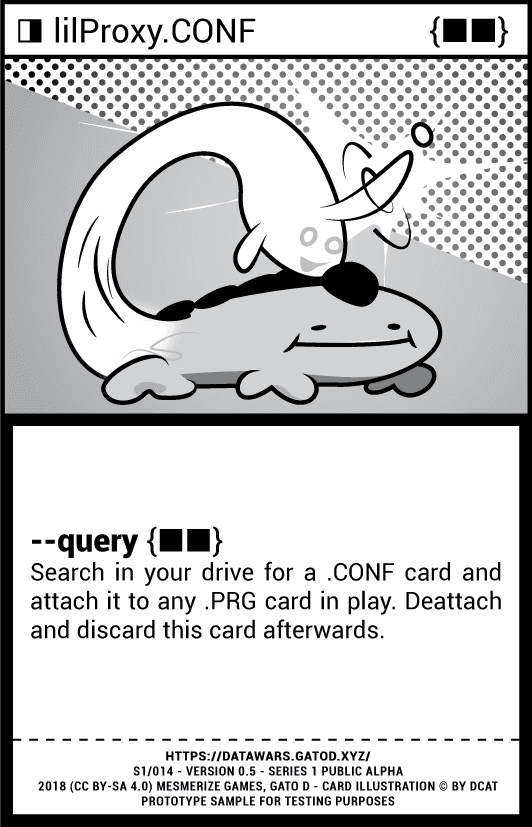 lilProxy.CONF {■■}
--query {■■}
Search in your drive for a .CONF card and
attach it to any .PRG card in play. Deattach
and discard this card afterwards.
HTTPS://DATAWARS.GATOD.XYZ/
S1/014 - VERSION 0.5 - SERIES 1 PUBLIC ALPHA
2018 (CC BY-SA 4.0) MESMERIZE GAMES, GATO D - CARD ILLUSTRATION © BY DCAT
PROTOTYPE SAMPLE FOR TESTING PURPOSES